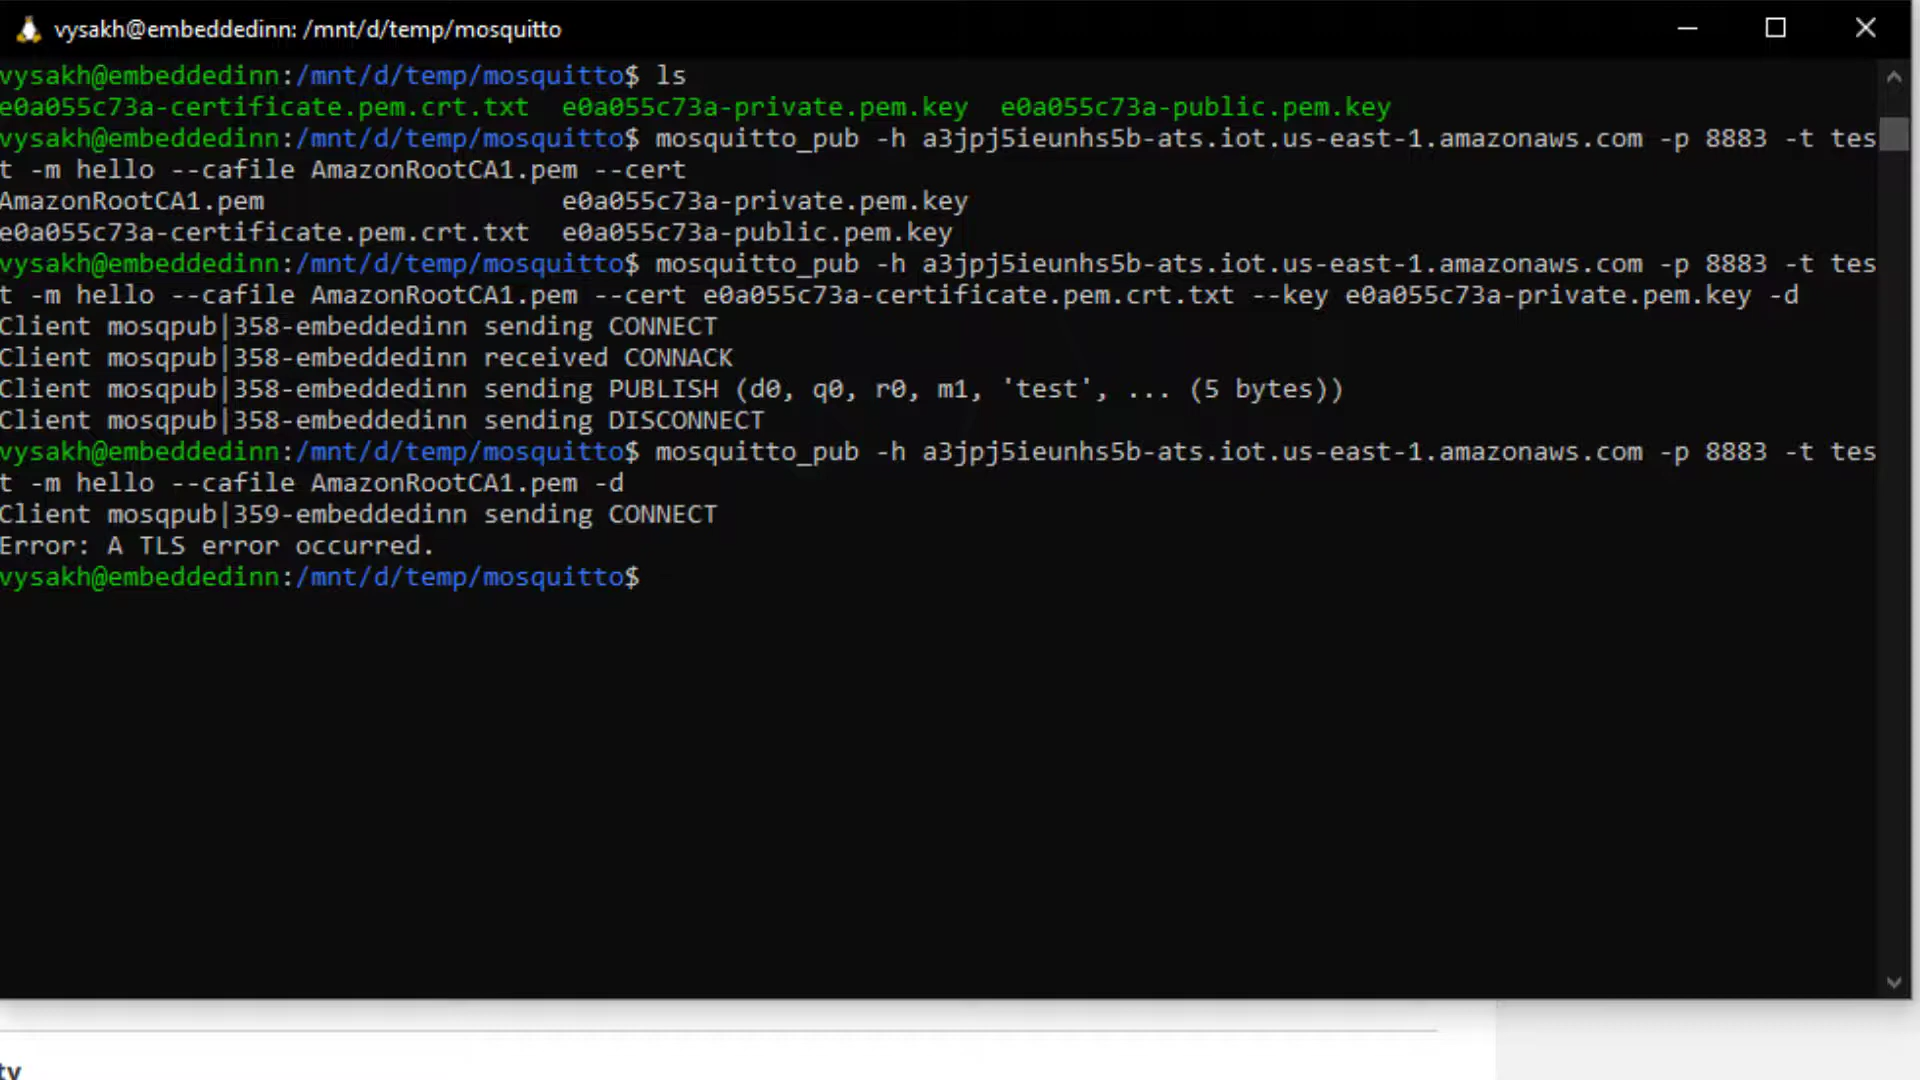 vysakh@embeddedinn: /mnt/d/temp/mosquitto
vysakh@embeddedinn:/mnt/d/temp/mosquitto$ ls
e0a055c73a-certificate.pem.crt.txt  e0a055c73a-private.pem.key  e0a055c73a-public.pem.key
vysakh@embeddedinn:/mnt/d/temp/mosquitto$ mosquitto_pub -h a3jpj5ieunhs5b-ats.iot.us-east-1.amazonaws.com -p 8883 -t tes
t -m hello --cafile AmazonRootCA1.pem --cert
AmazonRootCA1.pem                   e0a055c73a-private.pem.key
e0a055c73a-certificate.pem.crt.txt  e0a055c73a-public.pem.key
vysakh@embeddedinn:/mnt/d/temp/mosquitto$ mosquitto_pub -h a3jpj5ieunhs5b-ats.iot.us-east-1.amazonaws.com -p 8883 -t tes
t -m hello --cafile AmazonRootCA1.pem --cert e0a055c73a-certificate.pem.crt.txt --key e0a055c73a-private.pem.key -d
Client mosqpub|358-embeddedinn sending CONNECT
Client mosqpub|358-embeddedinn received CONNACK
Client mosqpub|358-embeddedinn sending PUBLISH (d0, q0, r0, m1, 'test', ... (5 bytes))
Client mosqpub|358-embeddedinn sending DISCONNECT
vysakh@embeddedinn:/mnt/d/temp/mosquitto$ mosquitto_pub -h a3jpj5ieunhs5b-ats.iot.us-east-1.amazonaws.com -p 8883 -t tes
t -m hello --cafile AmazonRootCA1.pem -d
Client mosqpub|359-embeddedinn sending CONNECT
Error: A TLS error occurred.
vysakh@embeddedinn:/mnt/d/temp/mosquitto$